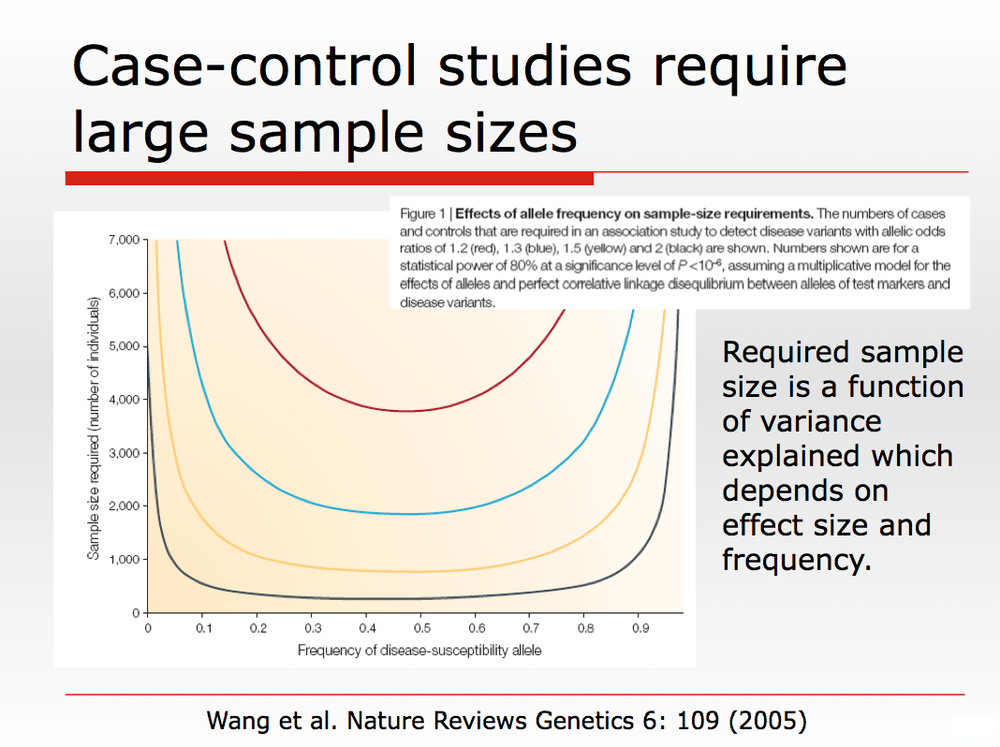 Case-control studies require
large sample sizes
Figure 1 | Effects of allele frequency on sample-size requirements. The numbers of cases
and controls that are required in an association study to detect disease variants with allelic odds
ratios of 1.2 (red), 1.3 (blue), 1.5 (yellow) and 2 (black) are shown. Numbers shown are for a
statistical power of 80% at a significance level of P <10⁻⁶, assuming a multiplicative model for the
effects of alleles and perfect correlative linkage disequlibrium between alleles of test markers and
disease variants.
7,000
6,000
5,000
4,000
3,000
2,000
1,000
0
Sample size required (number of individuals)
0 0.1 0.2 0.3 0.4 0.5 0.6 0.7 0.8 0.9
Frequency of disease-susceptibility allele
Required sample
size is a function
of variance
explained which
depends on
effect size and
frequency.
Wang et al. Nature Reviews Genetics 6: 109 (2005)